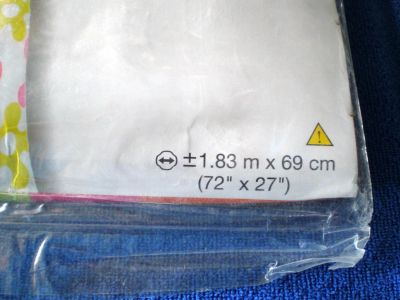 ±1.83 m x 69 cm
(72" x 27")